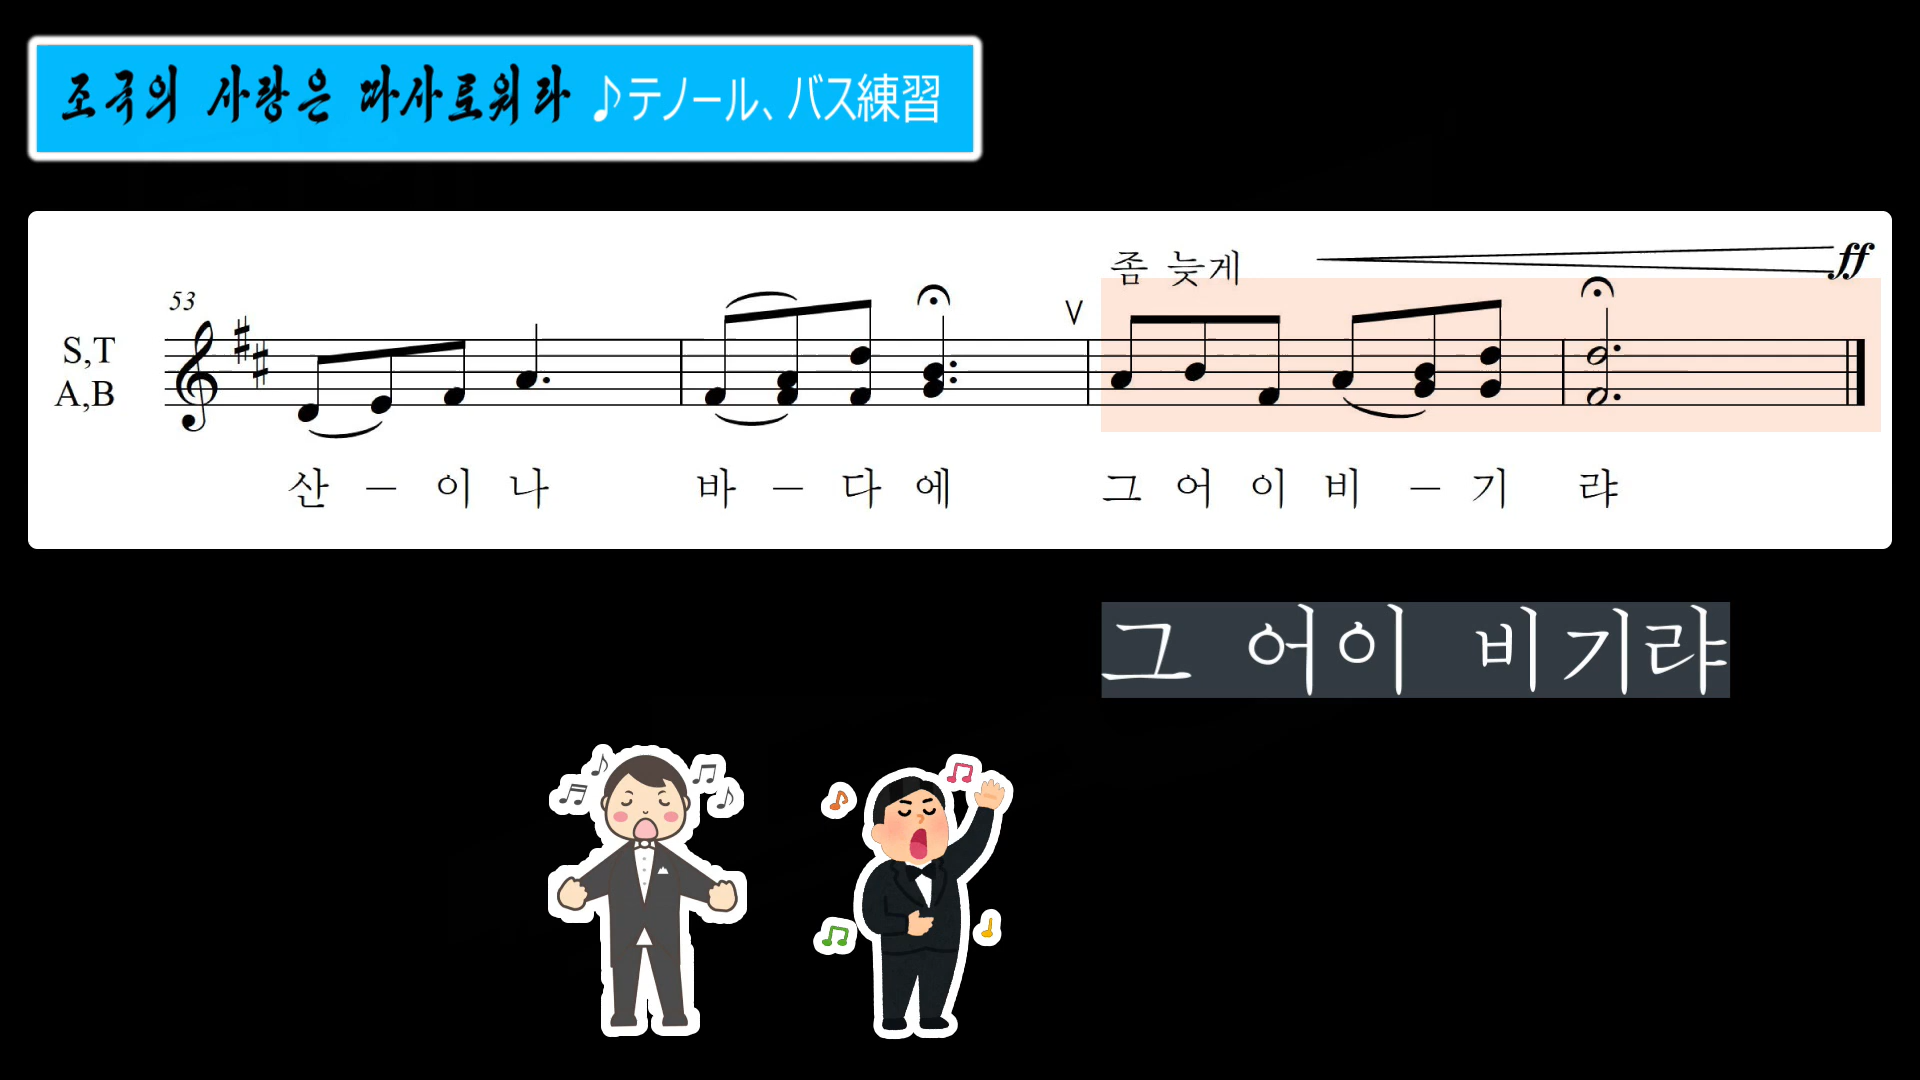 조국의 사랑은 따사로워라 ♪テノール、バス練習
좀 늦게 ff
53
S,T
A,B
산 – 이 나 바 – 다 에 그 어 이 비 – 기 랴
그 어이 비기랴